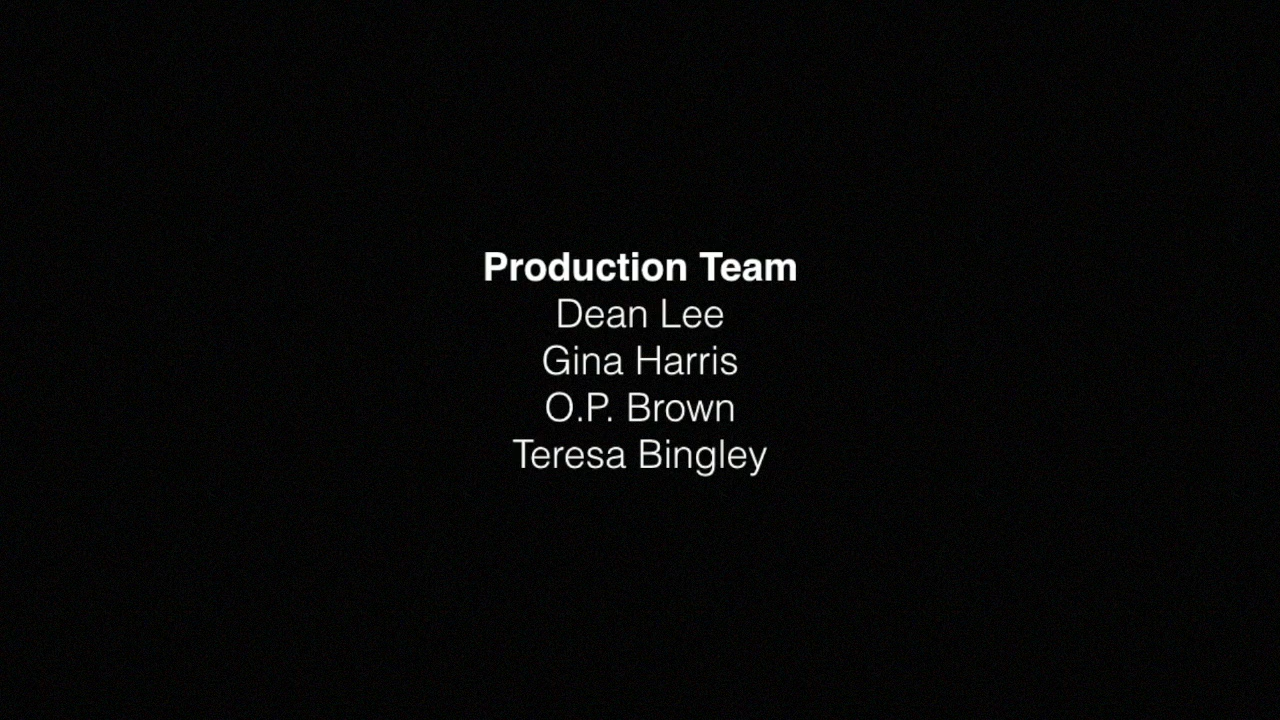 Production Team
Dean Lee
Gina Harris
O.P. Brown
Teresa Bingley